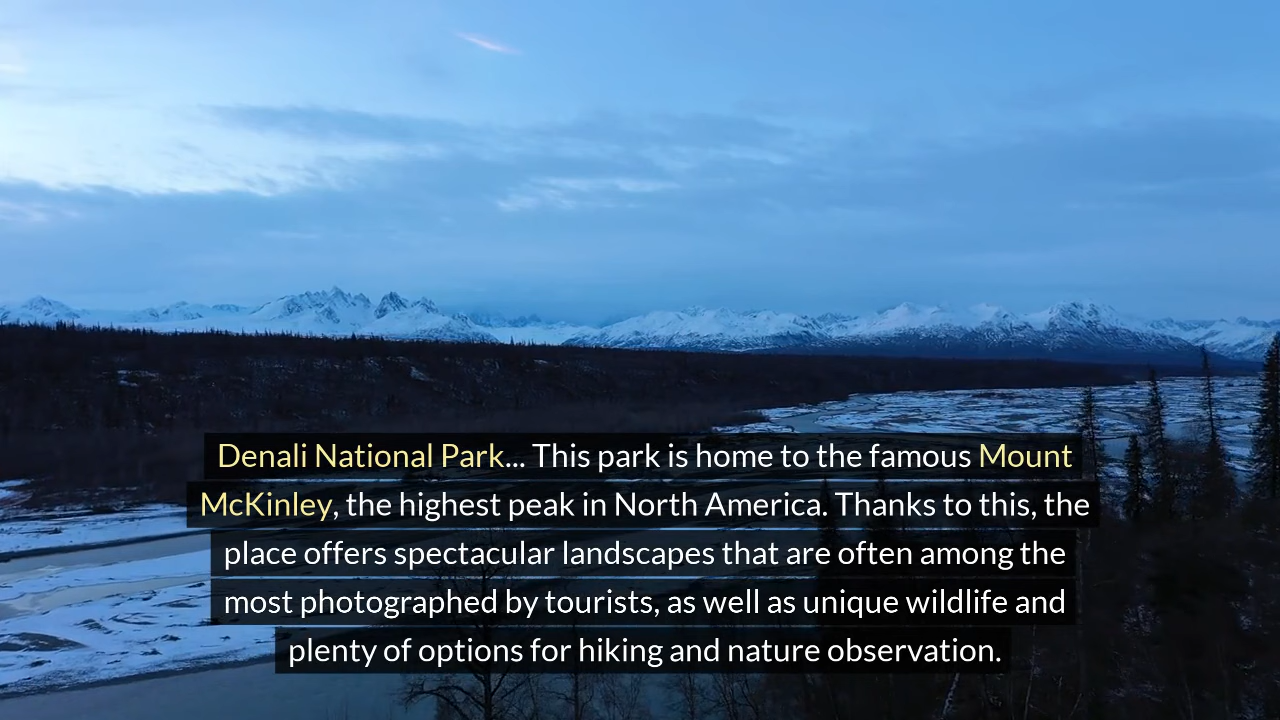 Denali National Park... This park is home to the famous Mount
McKinley, the highest peak in North America. Thanks to this, the
place offers spectacular landscapes that are often among the
most photographed by tourists, as well as unique wildlife and
plenty of options for hiking and nature observation.